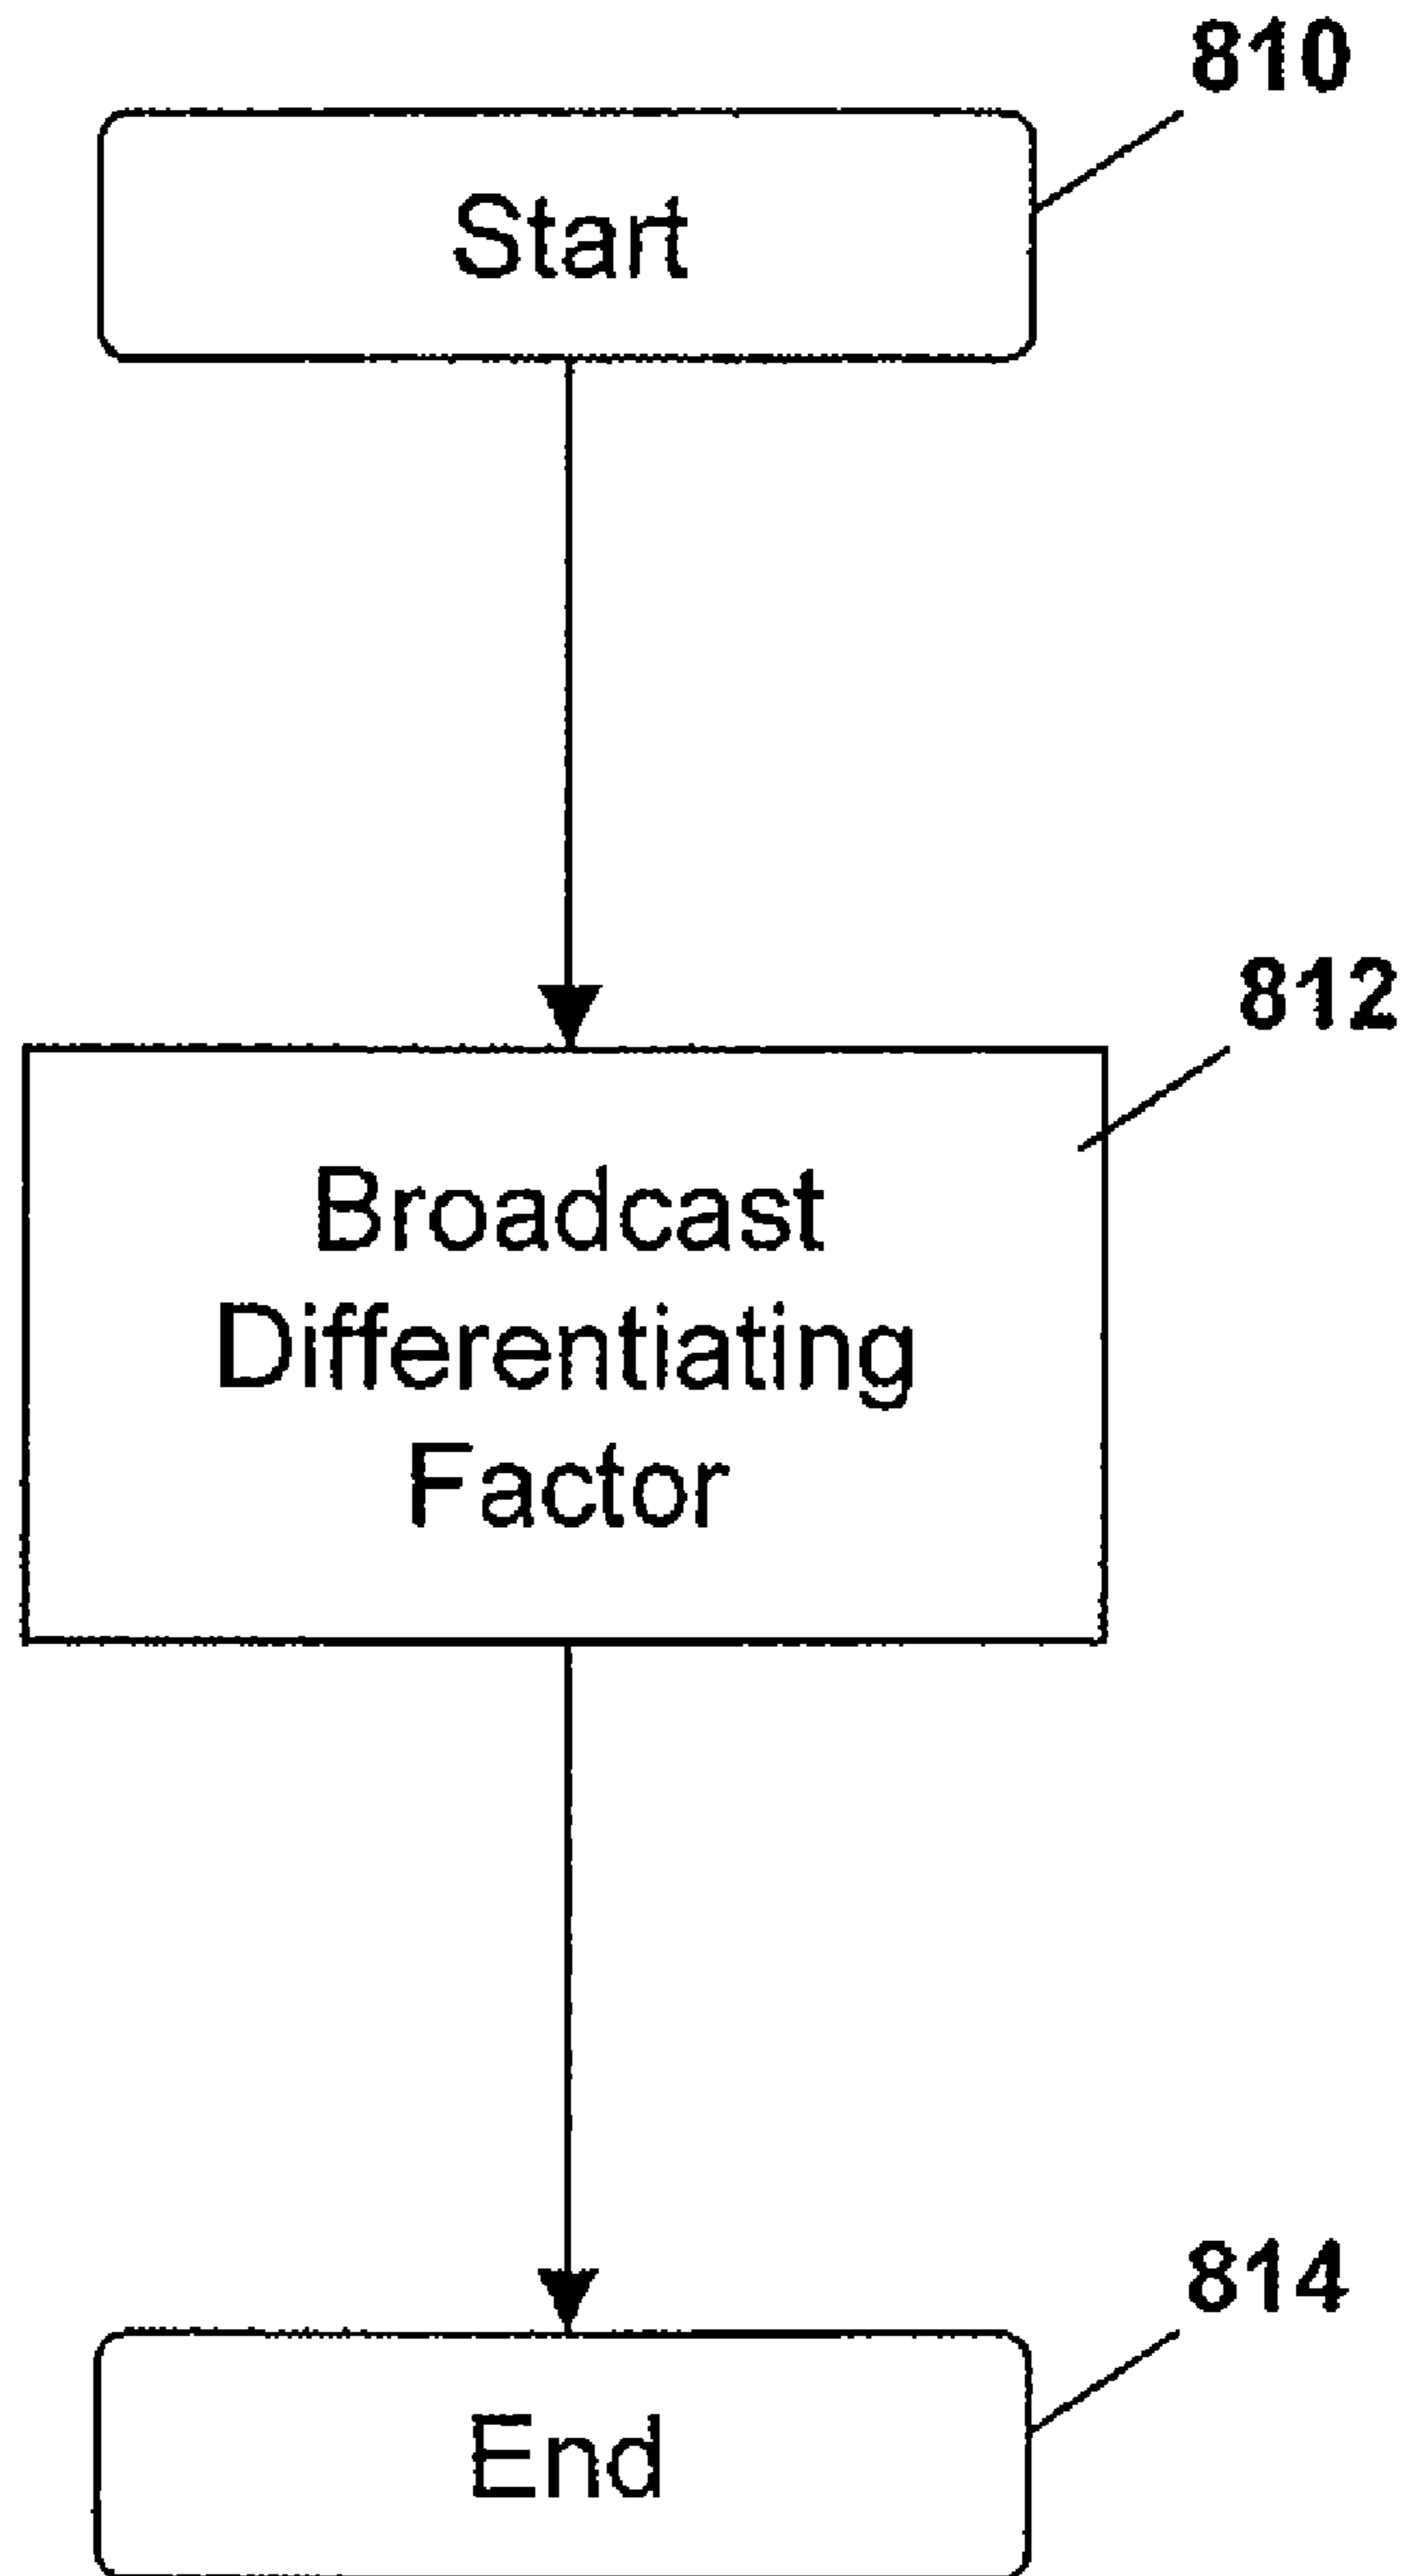 810
Start
812
Broadcast
Differentiating
Factor
814
End